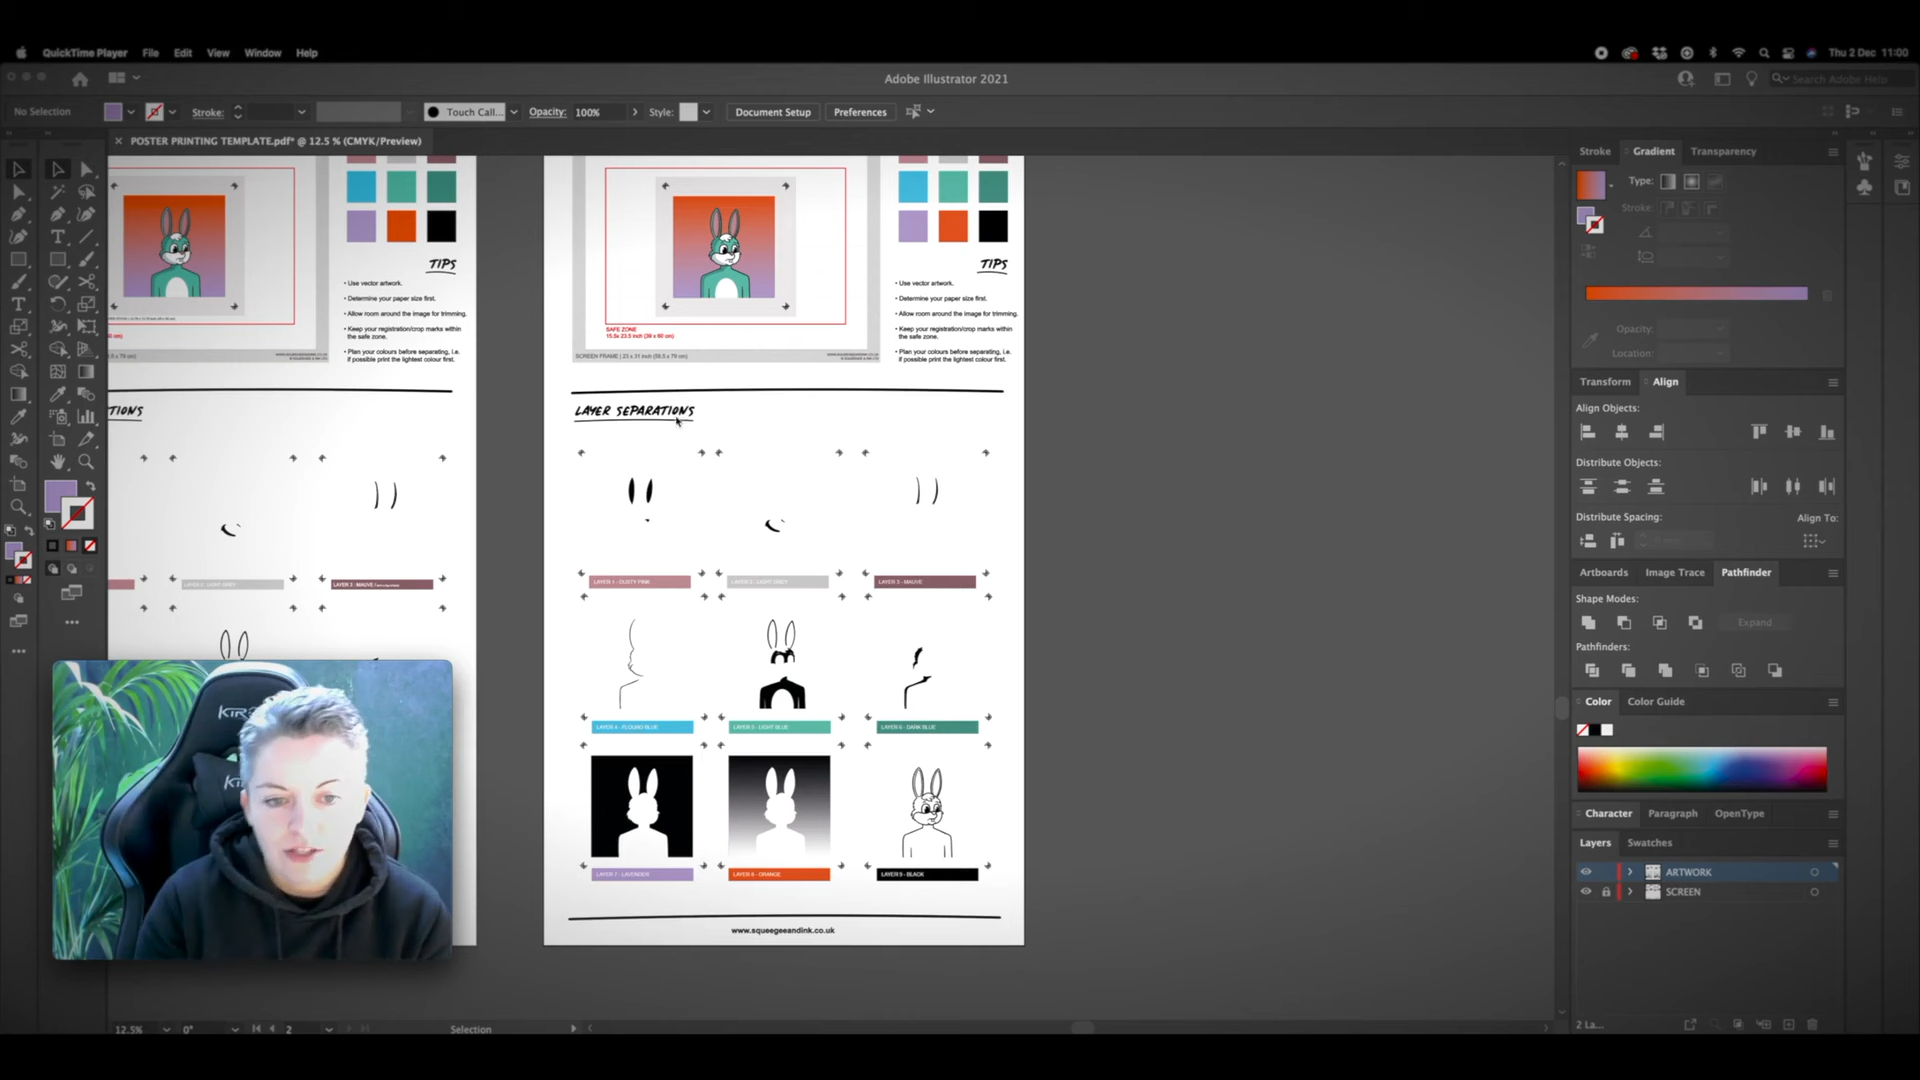 QuickTime Player File Edit View Window Help
Thu 2 Dec 11:00
Adobe Illustrator 2021
Search Adobe Help
No Selection
Stroke:
Touch Call...
Opacity: 100%
Style:
Document Setup
Preferences
× POSTER PRINTING TEMPLATE.pdf* @ 12.5 % (CMYK/Preview)
TIPS
• Use vector artwork.
• Determine your paper size first.
• Allow room around the image for trimming.
• Keep your registration/crop marks within
the safe zone.
• Plan your colours before separating, i.e.
if possible print the lightest colour first.
x 79 cm)
TIONS
LAYER 2 : LIGHT GREY
LAYER 3 : MAUVE
TIPS
• Use vector artwork.
• Determine your paper size first.
• Allow room around the image for trimming.
• Keep your registration/crop marks within
the safe zone.
• Plan your colours before separating, i.e.
if possible print the lightest colour first.
SAFE ZONE
15.5x 23.5 inch (39 x 60 cm)
SCREEN FRAME | 23 x 31 inch (58.5 x 79 cm)
LAYER SEPARATIONS
LAYER 1 - DUSTY PINK
LAYER 2 - LIGHT GREY
LAYER 3 - MAUVE
LAYER 4 - FLOURO BLUE
LAYER 5 - LIGHT BLUE
LAYER 6 - DARK BLUE
LAYER 7 - LAVENDER
LAYER 8 - ORANGE
LAYER 9 - BLACK
www.squeegeeandink.co.uk
Stroke Gradient Transparency
Type:
Stroke:
Opacity:
Location:
Transform Align
Align Objects:
Distribute Objects:
Distribute Spacing:
Align To:
Artboards Image Trace Pathfinder
Shape Modes:
Expand
Pathfinders:
Color Color Guide
Character Paragraph OpenType
Layers Swatches
ARTWORK
SCREEN
2 La...
12.5%
0°
2
Selection